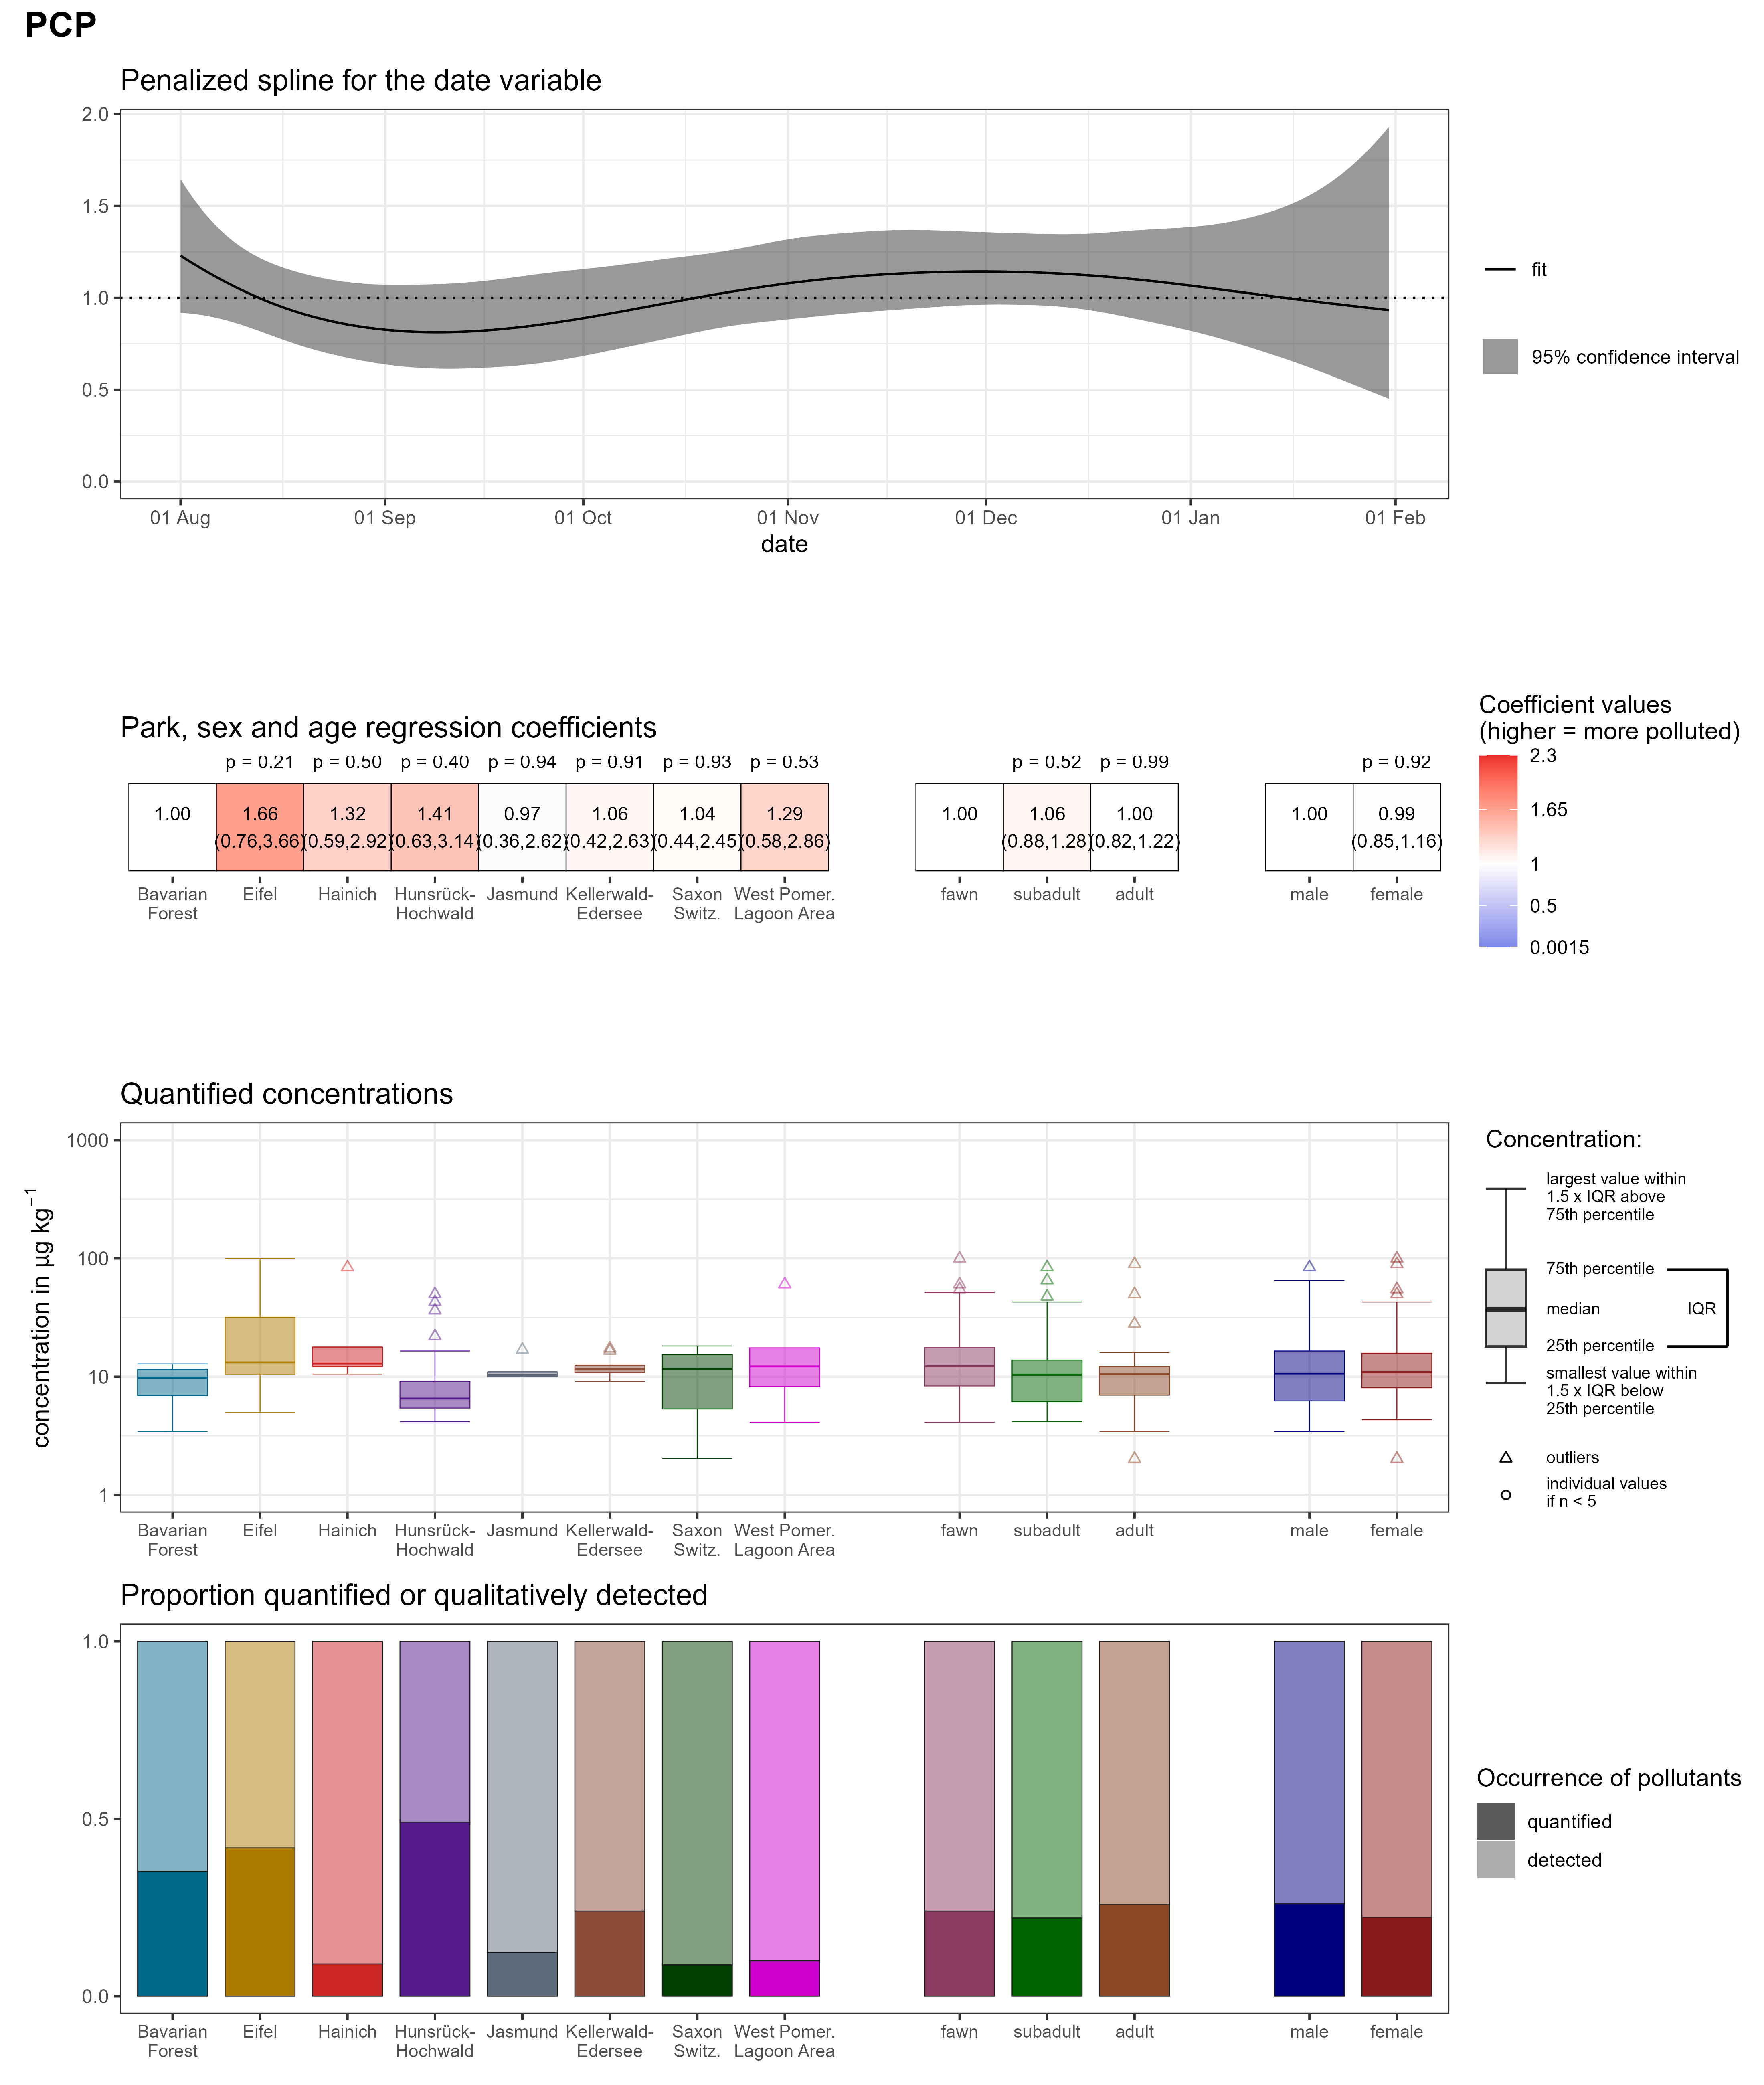 PCP
Penalized spline for the date variable
2.0
1.5
1.0
0.5
0.0
01 Aug 01 Sep 01 Oct 01 Nov 01 Dec 01 Jan 01 Feb
date
fit
95% confidence interval
Park, sex and age regression coefficients
p = 0.21 p = 0.50 p = 0.40 p = 0.94 p = 0.91 p = 0.93 p = 0.53 p = 0.52 p = 0.99 p = 0.92
1.00 1.66 1.32 1.41 0.97 1.06 1.04 1.29 1.00 1.06 1.00 1.00 0.99
(0.76,3.66) (0.59,2.92) (0.63,3.14) (0.36,2.62) (0.42,2.63) (0.44,2.45) (0.58,2.86) (0.88,1.28) (0.82,1.22) (0.85,1.16)
Bavarian Eifel Hainich Hunsrück- Jasmund Kellerwald- Saxon West Pomer. fawn subadult adult male female
Forest Hochwald Edersee Switz. Lagoon Area
Coefficient values
(higher = more polluted)
2.3
1.65
1
0.5
0.0015
Quantified concentrations
concentration in µg kg⁻¹
1000
100
10
1
Bavarian Eifel Hainich Hunsrück- Jasmund Kellerwald- Saxon West Pomer. fawn subadult adult male female
Forest Hochwald Edersee Switz. Lagoon Area
Concentration:
largest value within
1.5 x IQR above
75th percentile
75th percentile
median IQR
25th percentile
smallest value within
1.5 x IQR below
25th percentile
outliers
individual values
if n < 5
Proportion quantified or qualitatively detected
1.0
0.5
0.0
Bavarian Eifel Hainich Hunsrück- Jasmund Kellerwald- Saxon West Pomer. fawn subadult adult male female
Forest Hochwald Edersee Switz. Lagoon Area
Occurrence of pollutants
quantified
detected